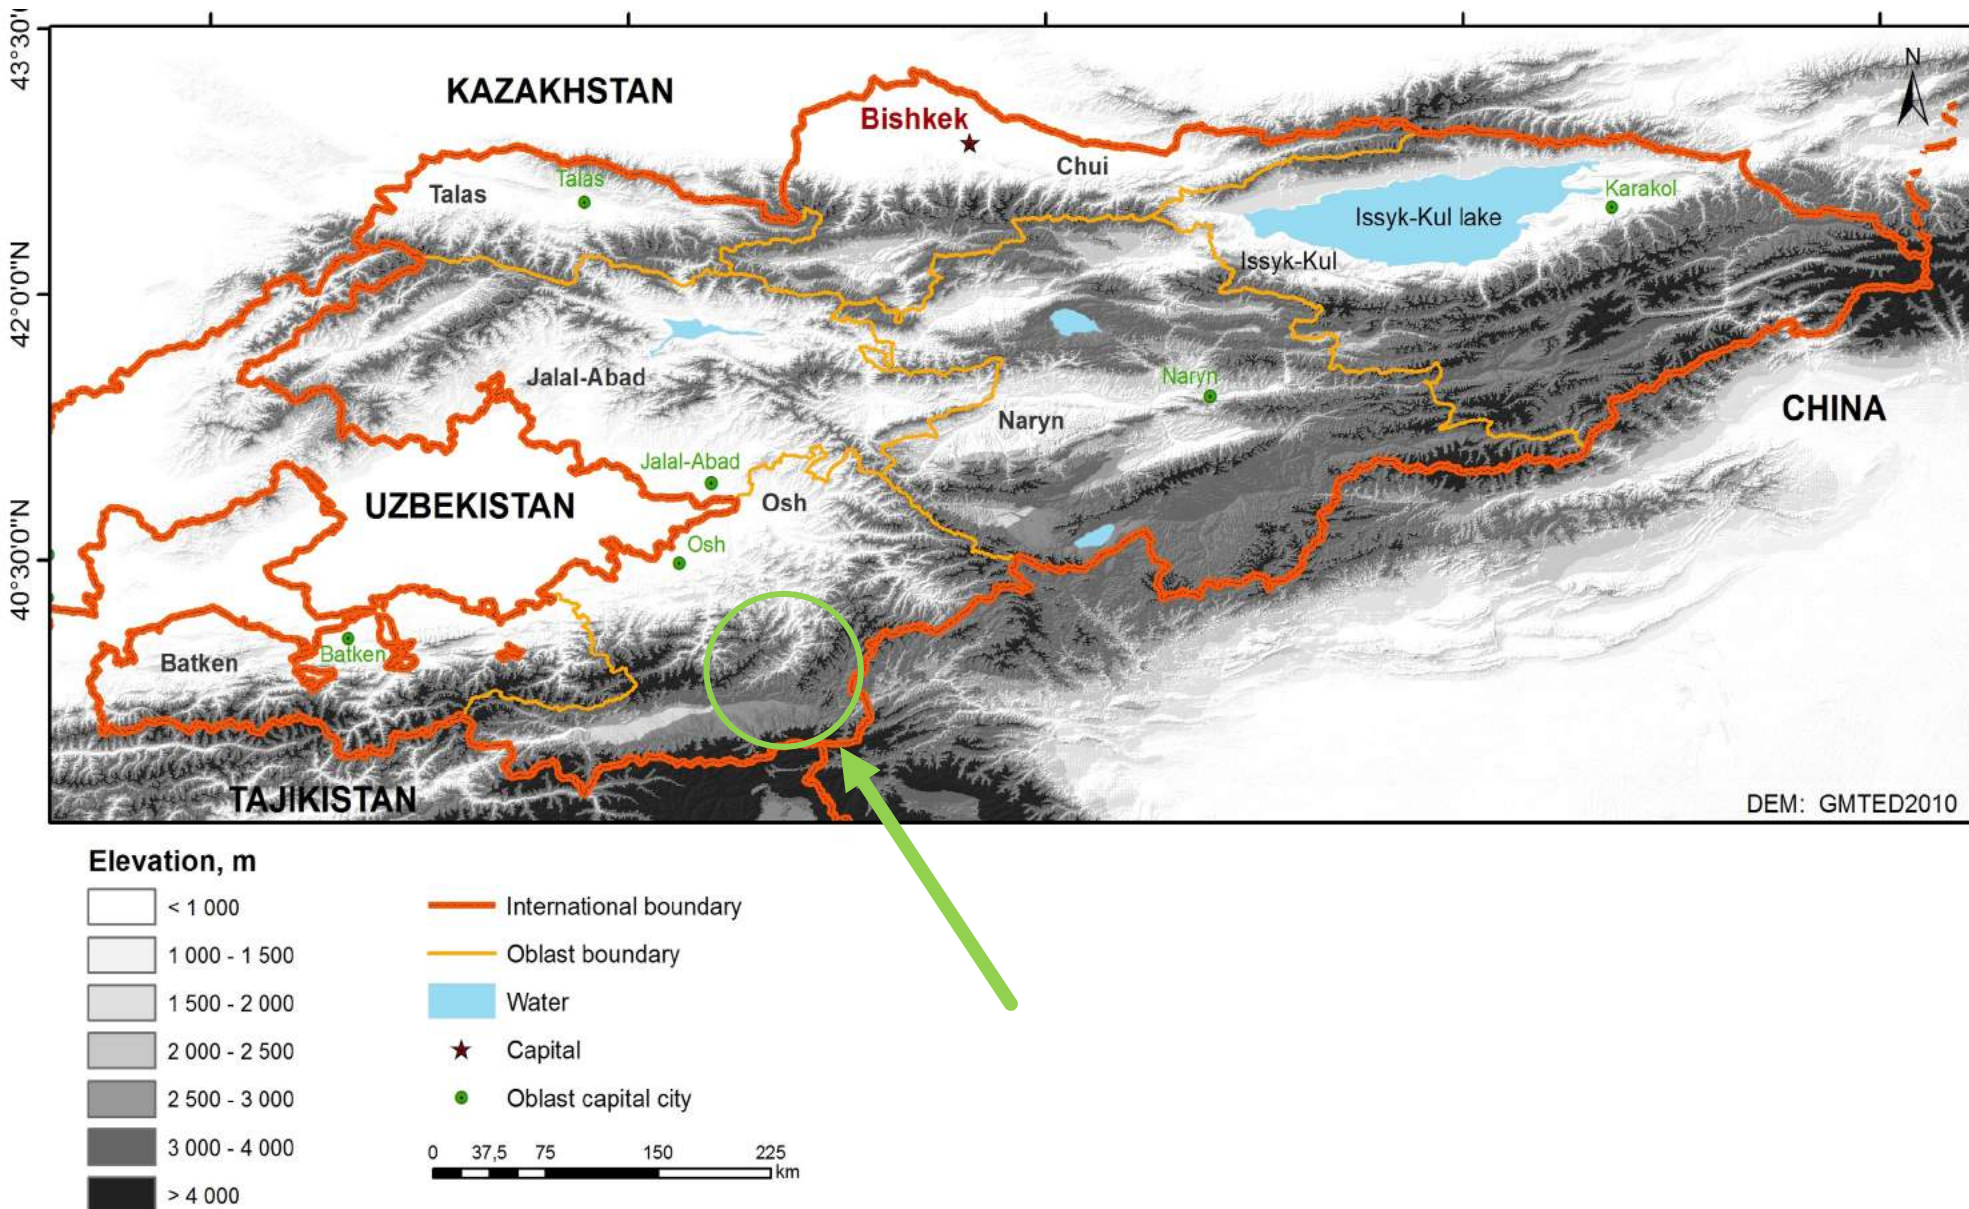 43°30'0
42°0'0"N
40°30'0"N
N
KAZAKHSTAN
Bishkek
Chui
Talas
Talas
Karakol
Issyk-Kul lake
Issyk-Kul
Jalal-Abad
Naryn
Naryn
CHINA
Jalal-Abad
Osh
UZBEKISTAN
Osh
Batken
Batken
TAJIKISTAN
DEM: GMTED2010
Elevation, m
< 1 000
1 000 - 1 500
1 500 - 2 000
2 000 - 2 500
2 500 - 3 000
3 000 - 4 000
> 4 000
International boundary
Oblast boundary
Water
Capital
Oblast capital city
0 37,5 75 150 225
km